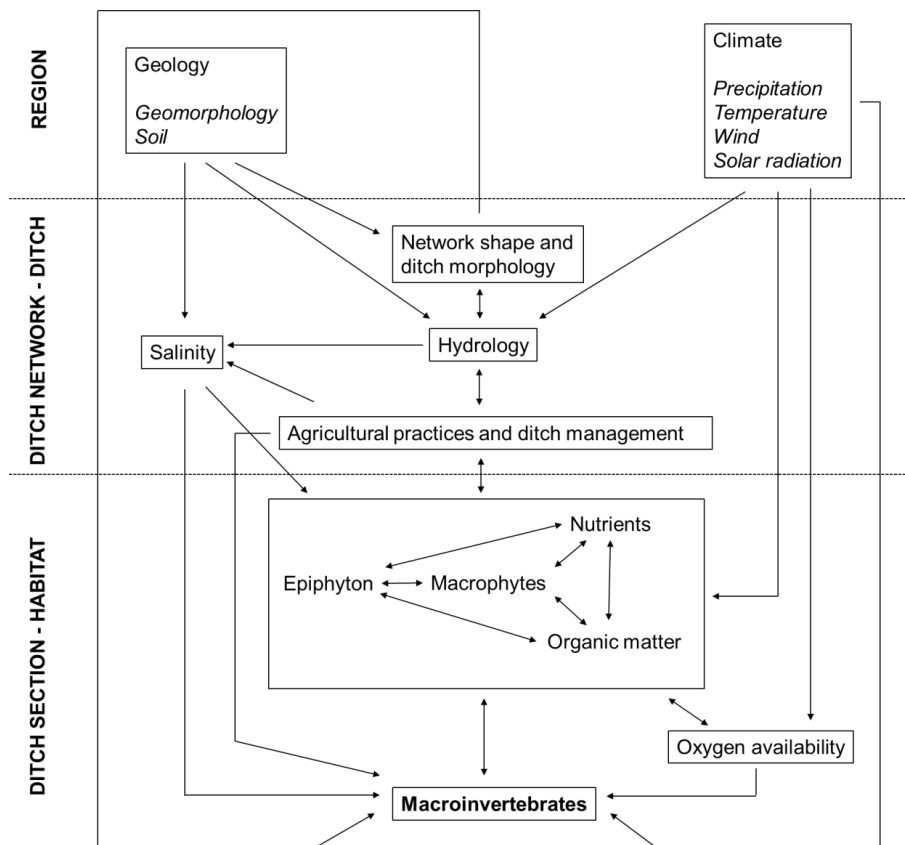 REGION
Geology
Geomorphology
Soil
Climate
Precipitation
Temperature
Wind
Solar radiation
DITCH NETWORK - DITCH
Network shape and
ditch morphology
Salinity
Hydrology
Agricultural practices and ditch management
DITCH SECTION - HABITAT
Nutrients
Epiphyton
Macrophytes
Organic matter
Oxygen availability
Macroinvertebrates